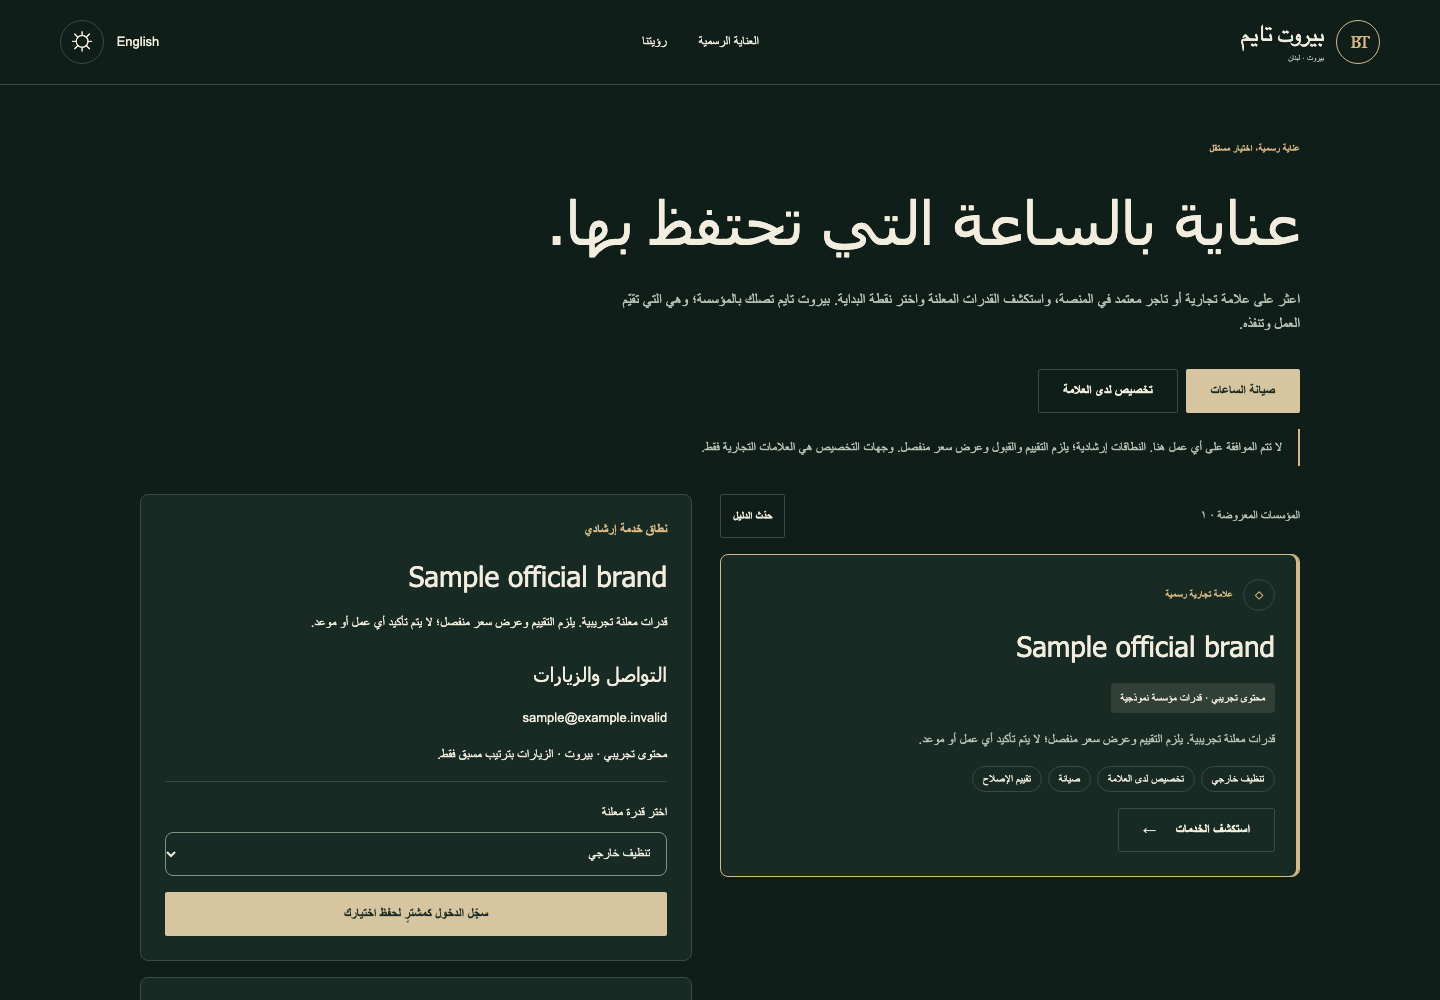 BT
بيروت تايم
بيروت · لبنان
العناية الرسمية
رؤيتنا
English
عناية رسمية، اختيار مستقل
عناية بالساعة التي تحتفظ بها.
اعثر على علامة تجارية أو تاجر معتمد في المنصة، واستكشف القدرات المعلنة واختر نقطة البداية. بيروت تايم تصلك بالمؤسسة؛ وهي التي تقيّم
العمل وتنفذه.
صيانة الساعات
تخصيص لدى العلامة
لا تتم الموافقة على أي عمل هنا. النطاقات إرشادية؛ يلزم التقييم والقبول وعرض سعر منفصل. وجهات التخصيص هي العلامات التجارية فقط.
المؤسسات المعروضة · ١
حدّث الدليل
علامة تجارية رسمية
Sample official brand
محتوى تجريبي · قدرات مؤسسة نموذجية
قدرات معلنة تجريبية. يلزم التقييم وعرض سعر منفصل؛ لا يتم تأكيد أي عمل أو موعد.
تنظيف خارجي
تخصيص لدى العلامة
صيانة
تقييم الإصلاح
استكشف الخدمات ←
نطاق خدمة إرشادي
Sample official brand
قدرات معلنة تجريبية. يلزم التقييم وعرض سعر منفصل؛ لا يتم تأكيد أي عمل أو موعد.
التواصل والزيارات
sample@example.invalid
محتوى تجريبي · بيروت · الزيارات بترتيب مسبق فقط.
اختر قدرة معلنة
تنظيف خارجي
سجّل الدخول كمشترٍ لحفظ اختيارك